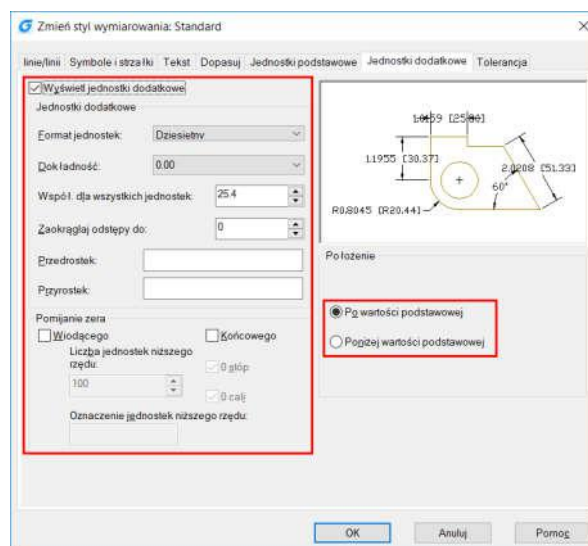 Zmień styl wymiarowania: Standard
linie/linii Symbole i strzałki Tekst Dopasuj Jednostki podstawowe Jednostki dodatkowe Tolerancja
Wyświetl jednostki dodatkowe
Jednostki dodatkowe
Format jednostek: Dziesiętny
Dokładność: 0.00
Współ. dla wszystkich jednostek: 25.4
Zaokrąglaj odstępy do: 0
Przedrostek:
Przyrostek:
Pomijanie zera
Wiodącego Końcowego
Liczba jednostek niższego
rzędu:
0 stóp
100
0 cali
Oznaczenie jednostek niższego rzędu:
1.1955 [30.37]
2.0208 [51.33]
60°
R0.8045 [R20.44]
Położenie
Po wartości podstawowej
Poniżej wartości podstawowej
OK Anuluj Pomoc